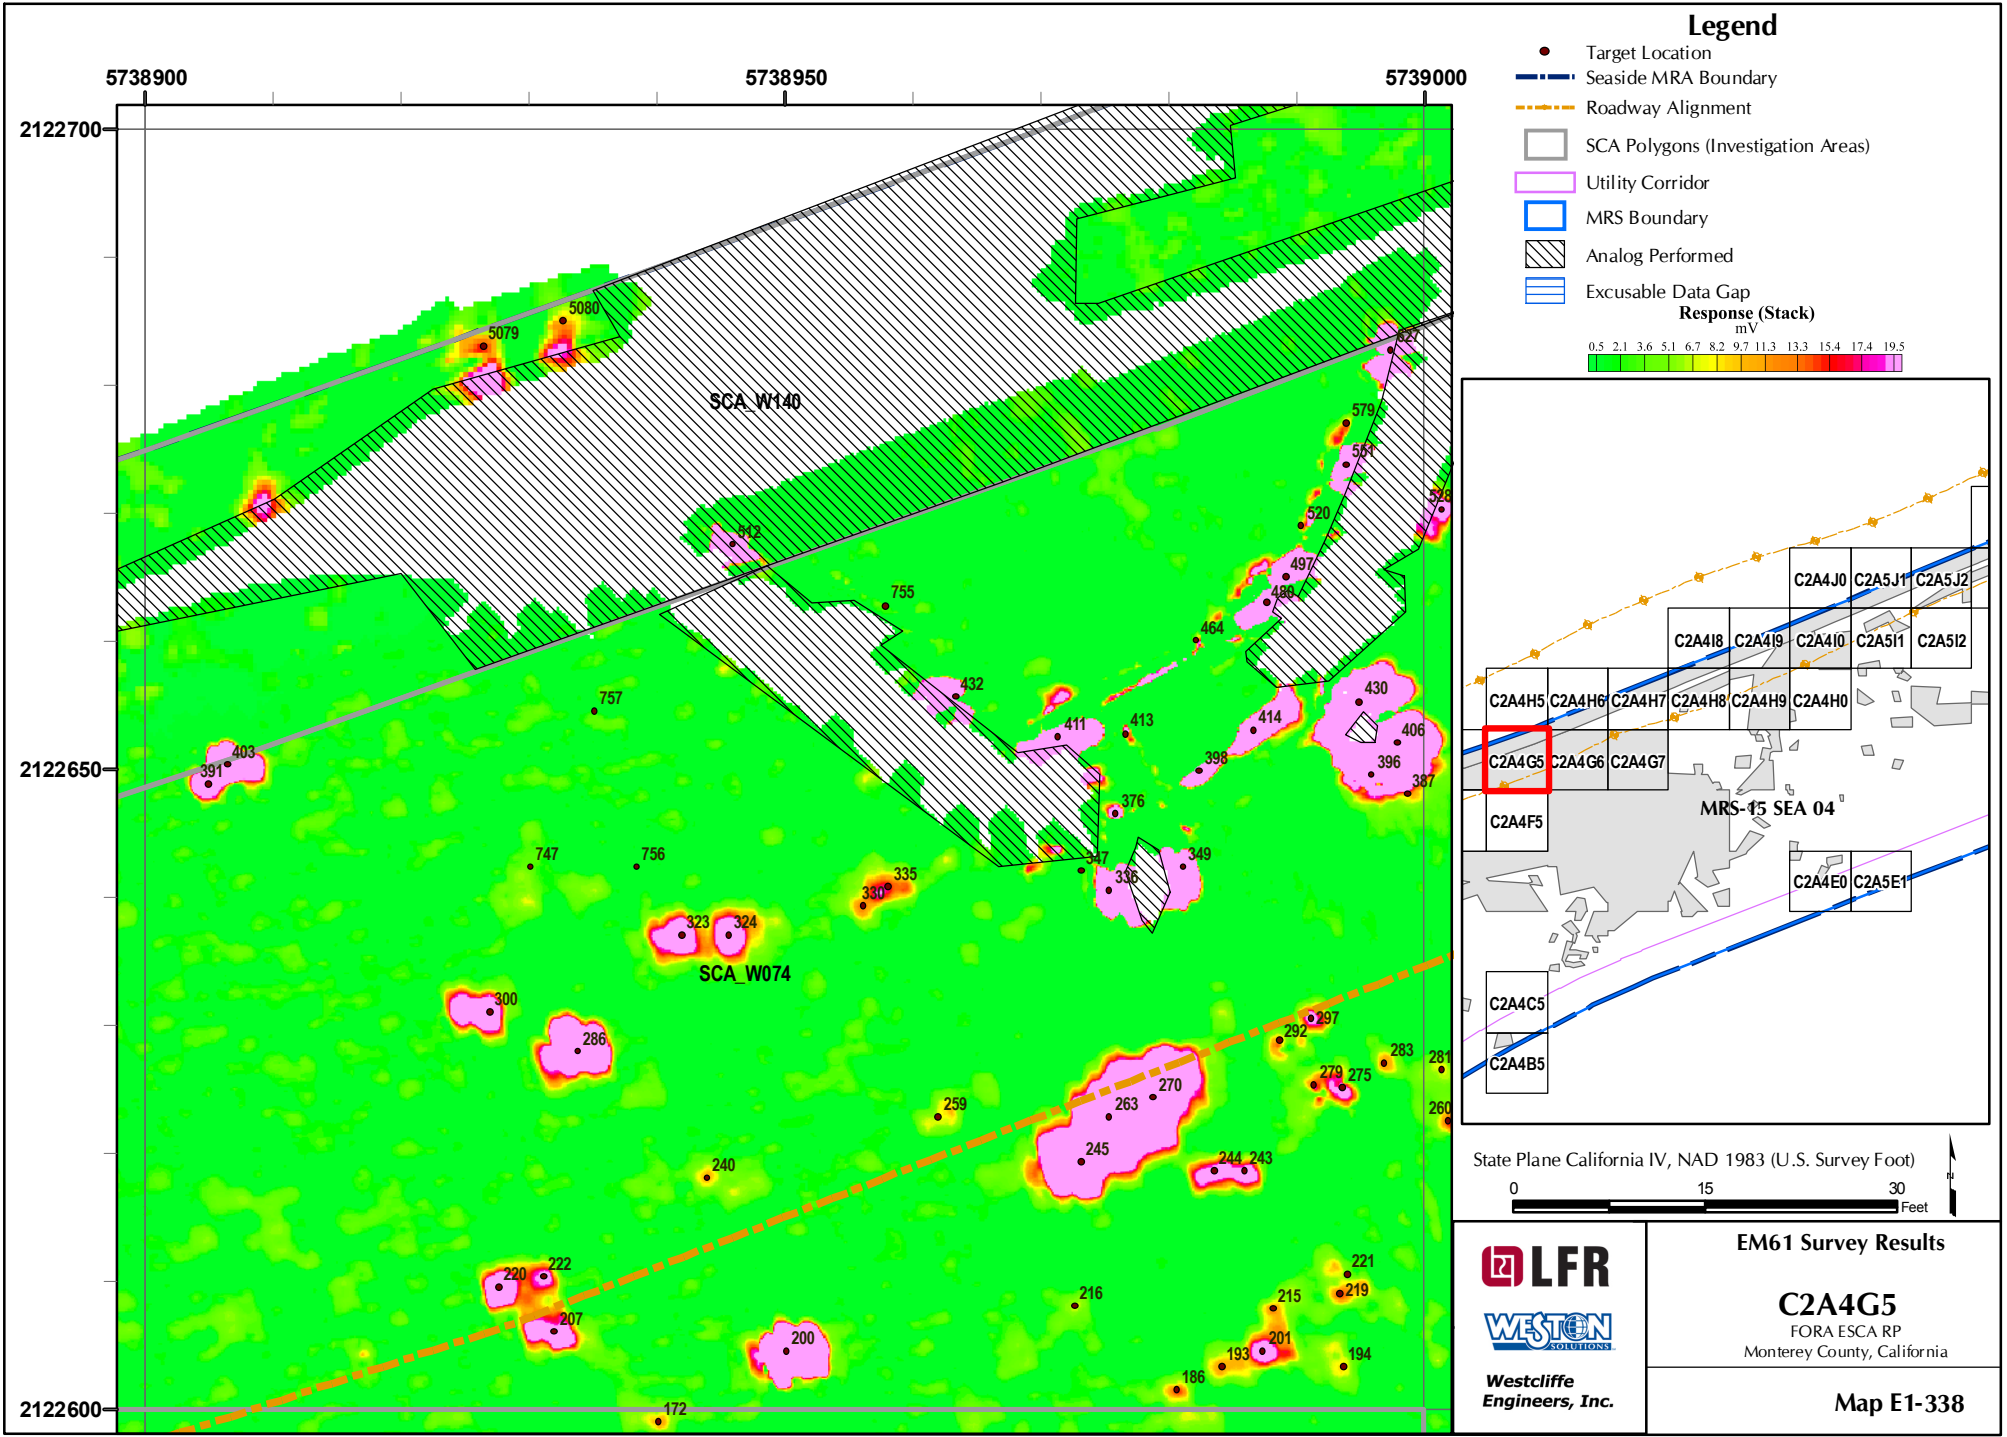 5738900
5738950
5739000
2122700
2122650
2122600
5080
5079
SCA_W140
627
579
551
528
520
512
497
480
755
464
432
430
757
414
411
413
406
403
391
398
396
387
376
747
756
347
349
336
335
330
323
324
SCA_W074
300
286
297
292
283
281
279
275
270
263
260
259
245
244
243
240
222
220
221
219
216
215
207
200
201
193
194
186
172
Legend
Target Location
Seaside MRA Boundary
Roadway Alignment
SCA Polygons (Investigation Areas)
Utility Corridor
MRS Boundary
Analog Performed
Excusable Data Gap
Response (Stack)
mV
0.5 2.1 3.6 5.1 6.7 8.2 9.7 11.3 13.3 15.4 17.4 19.5
C2A4J0 C2A5J1 C2A5J2
C2A4I8 C2A4I9 C2A4I0 C2A5I1 C2A5I2
C2A4H5 C2A4H6 C2A4H7 C2A4H8 C2A4H9 C2A4H0
C2A4G5 C2A4G6 C2A4G7
MRS-15 SEA 04
C2A4F5
C2A4E0 C2A5E1
C2A4C5
C2A4B5
State Plane California IV, NAD 1983 (U.S. Survey Foot)
0 15 30
Feet
N
LFR
WESTON
SOLUTIONS
Westcliffe
Engineers, Inc.
EM61 Survey Results
C2A4G5
FORA ESCA RP
Monterey County, California
Map E1-338